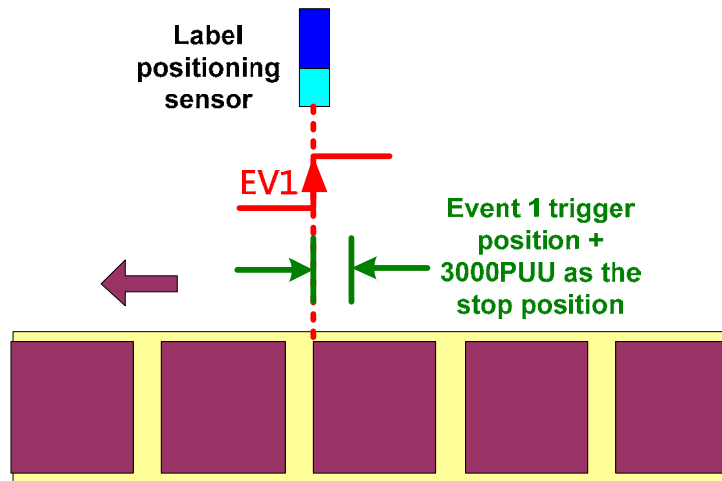 Label
positioning
sensor
EV1
Event 1 trigger
position +
3000PUU as the
stop position